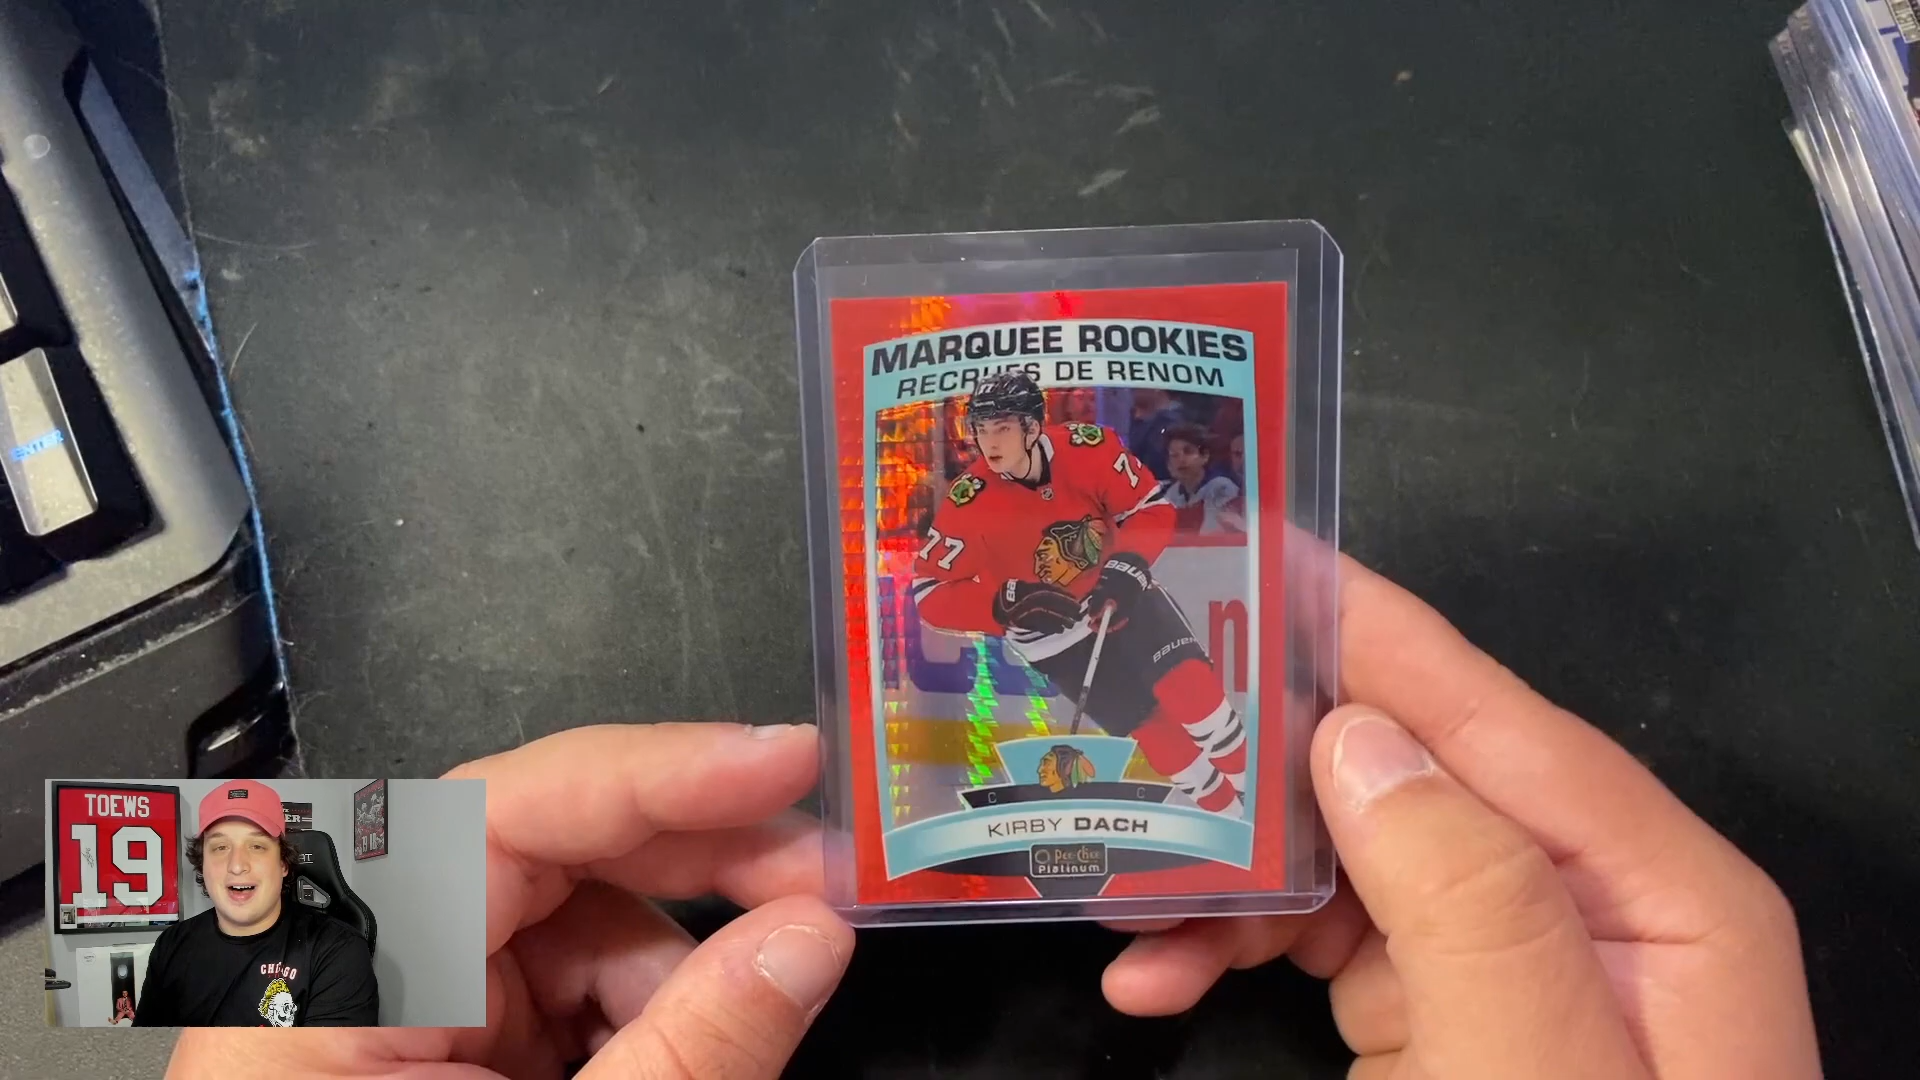 MARQUEE ROOKIES
RECRUES DE RENOM
77
77
BAUER
BAUER
n
C C
KIRBY DACH
O-Pee-Chee
Platinum
ENTER
TOEWS
19
CHICAGO